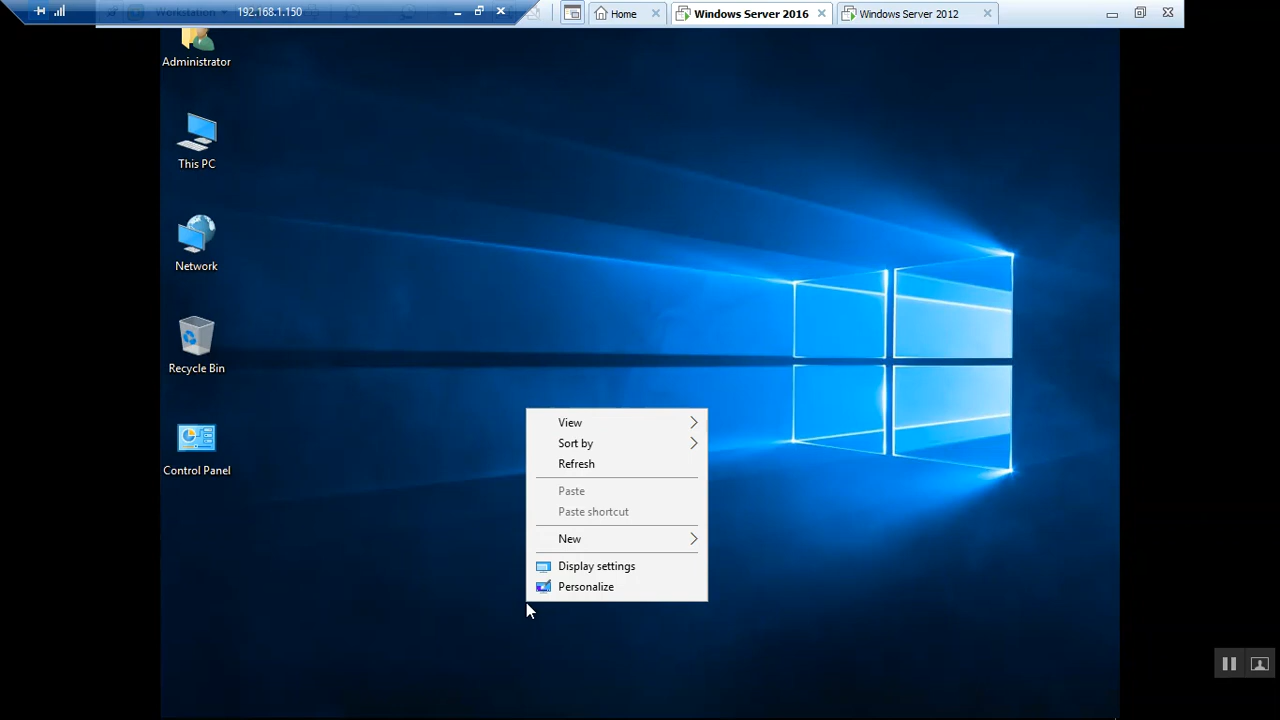 Workstation
192.168.1.150
Home
Windows Server 2016
Windows Server 2012
Administrator
This PC
Network
Recycle Bin
Control Panel
View
Sort by
Refresh
Paste
Paste shortcut
New
Display settings
Personalize